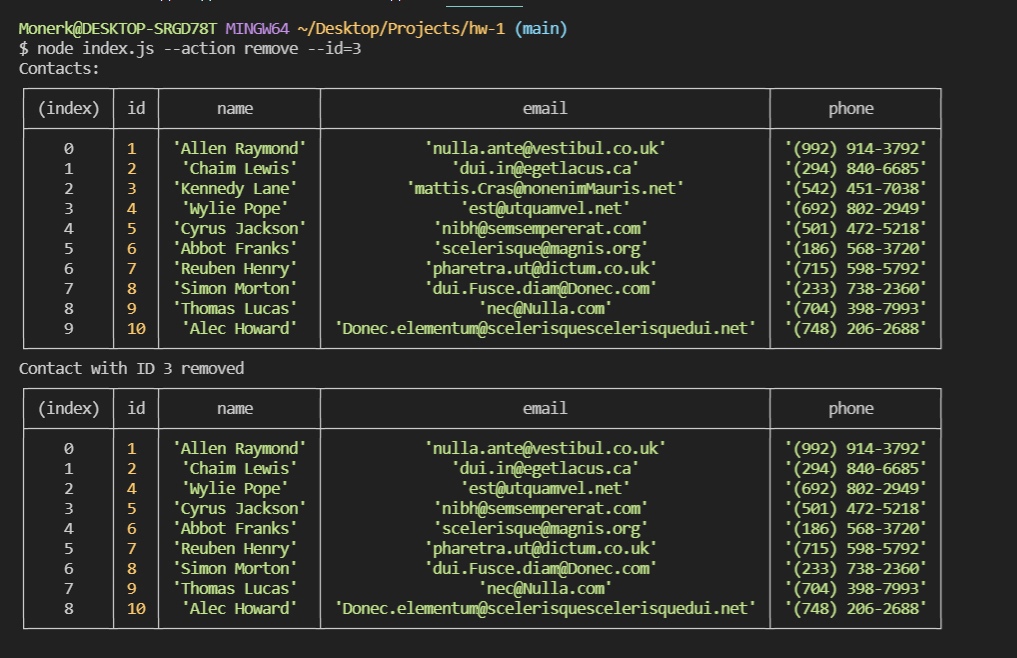 Monerk@DESKTOP-SRGD78T MINGW64 ~/Desktop/Projects/hw-1 (main)
$ node index.js --action remove --id=3
Contacts:
(index) id name email phone
0 1 'Allen Raymond' 'nulla.ante@vestibul.co.uk' '(992) 914-3792'
1 2 'Chaim Lewis' 'dui.in@egetlacus.ca' '(294) 840-6685'
2 3 'Kennedy Lane' 'mattis.Cras@nonenimMauris.net' '(542) 451-7038'
3 4 'Wylie Pope' 'est@utquamvel.net' '(692) 802-2949'
4 5 'Cyrus Jackson' 'nibh@semsempererat.com' '(501) 472-5218'
5 6 'Abbot Franks' 'scelerisque@magnis.org' '(186) 568-3720'
6 7 'Reuben Henry' 'pharetra.ut@dictum.co.uk' '(715) 598-5792'
7 8 'Simon Morton' 'dui.Fusce.diam@Donec.com' '(233) 738-2360'
8 9 'Thomas Lucas' 'nec@Nulla.com' '(704) 398-7993'
9 10 'Alec Howard' 'Donec.elementum@scelerisquescelerisquedui.net' '(748) 206-2688'
Contact with ID 3 removed
(index) id name email phone
0 1 'Allen Raymond' 'nulla.ante@vestibul.co.uk' '(992) 914-3792'
1 2 'Chaim Lewis' 'dui.in@egetlacus.ca' '(294) 840-6685'
2 4 'Wylie Pope' 'est@utquamvel.net' '(692) 802-2949'
3 5 'Cyrus Jackson' 'nibh@semsempererat.com' '(501) 472-5218'
4 6 'Abbot Franks' 'scelerisque@magnis.org' '(186) 568-3720'
5 7 'Reuben Henry' 'pharetra.ut@dictum.co.uk' '(715) 598-5792'
6 8 'Simon Morton' 'dui.Fusce.diam@Donec.com' '(233) 738-2360'
7 9 'Thomas Lucas' 'nec@Nulla.com' '(704) 398-7993'
8 10 'Alec Howard' 'Donec.elementum@scelerisquescelerisquedui.net' '(748) 206-2688'